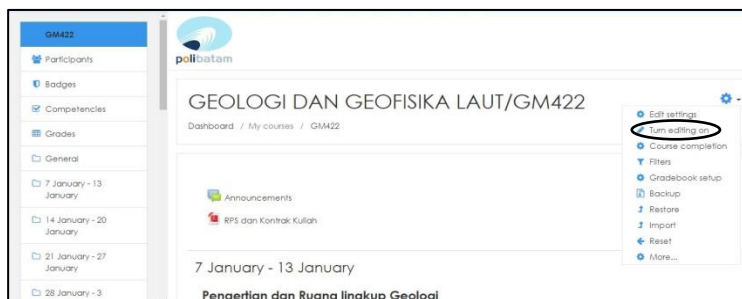 GM422
Participants
Badges
Competencies
Grades
General
7 January - 13
January
14 January - 20
January
21 January - 27
January
28 January - 3
polibatam
GEOLOGI DAN GEOFISIKA LAUT/GM422
Dashboard / My courses / GM422
Edit settings
Turn editing on
Course completion
Filters
Gradebook setup
Backup
Restore
Import
Reset
More...
Announcements
RPS dan Kontrak Kuliah
7 January - 13 January
Pengertian dan Ruang lingkup Geologi